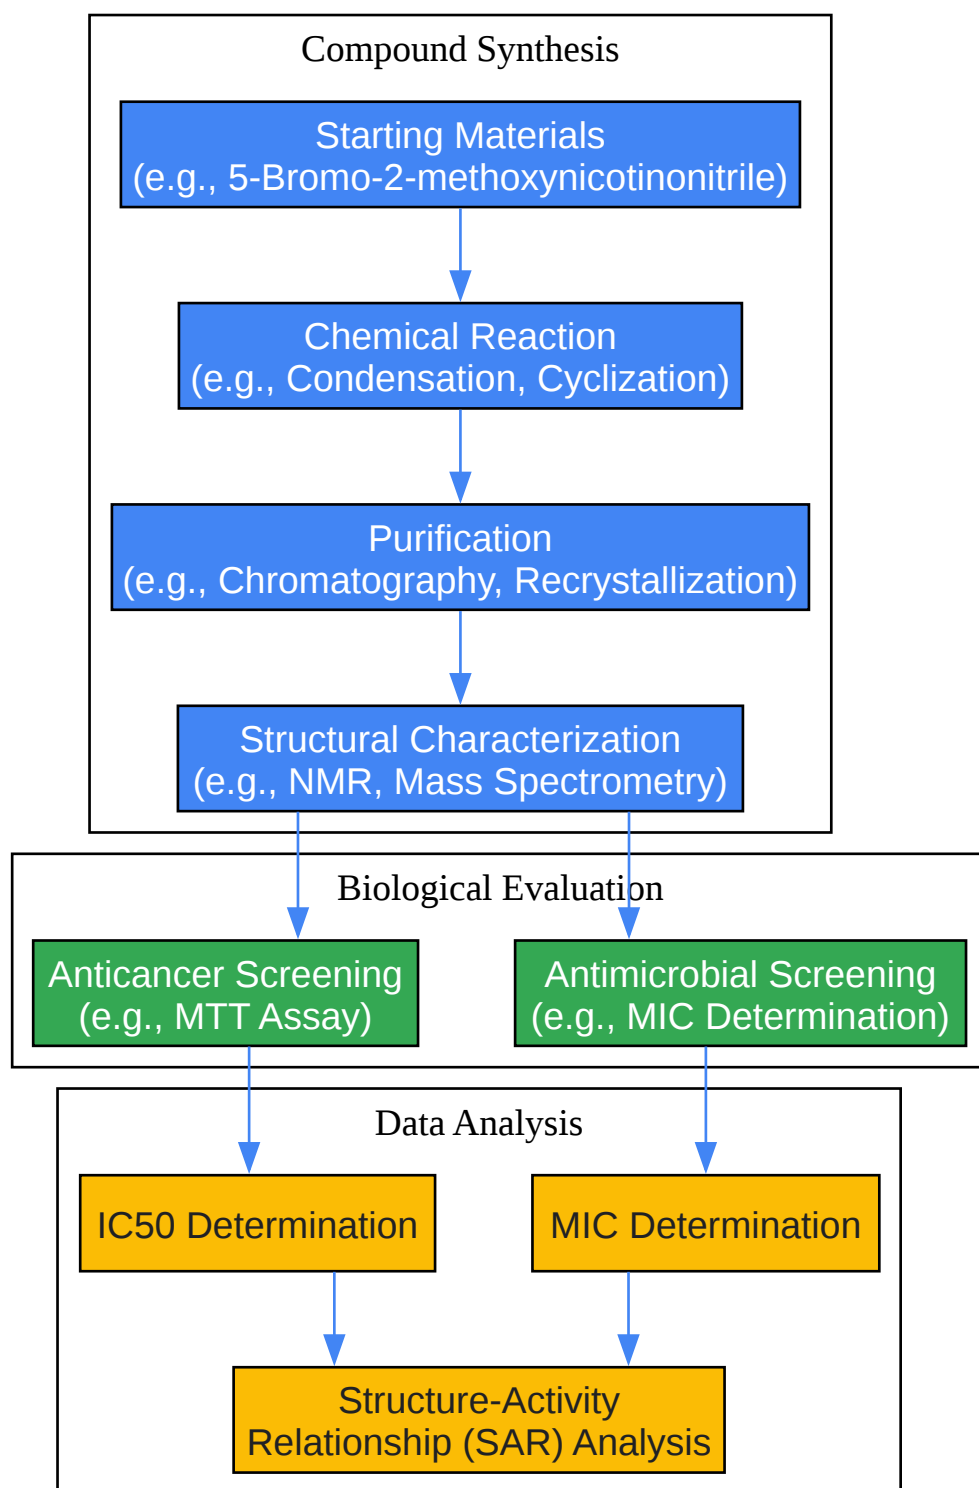 Compound Synthesis
Starting Materials
(e.g., 5-Bromo-2-methoxynicotinonitrile)
Chemical Reaction
(e.g., Condensation, Cyclization)
Purification
(e.g., Chromatography, Recrystallization)
Structural Characterization
(e.g., NMR, Mass Spectrometry)
Biological Evaluation
Anticancer Screening
(e.g., MTT Assay)
Antimicrobial Screening
(e.g., MIC Determination)
Data Analysis
IC50 Determination
MIC Determination
Structure-Activity
Relationship (SAR) Analysis